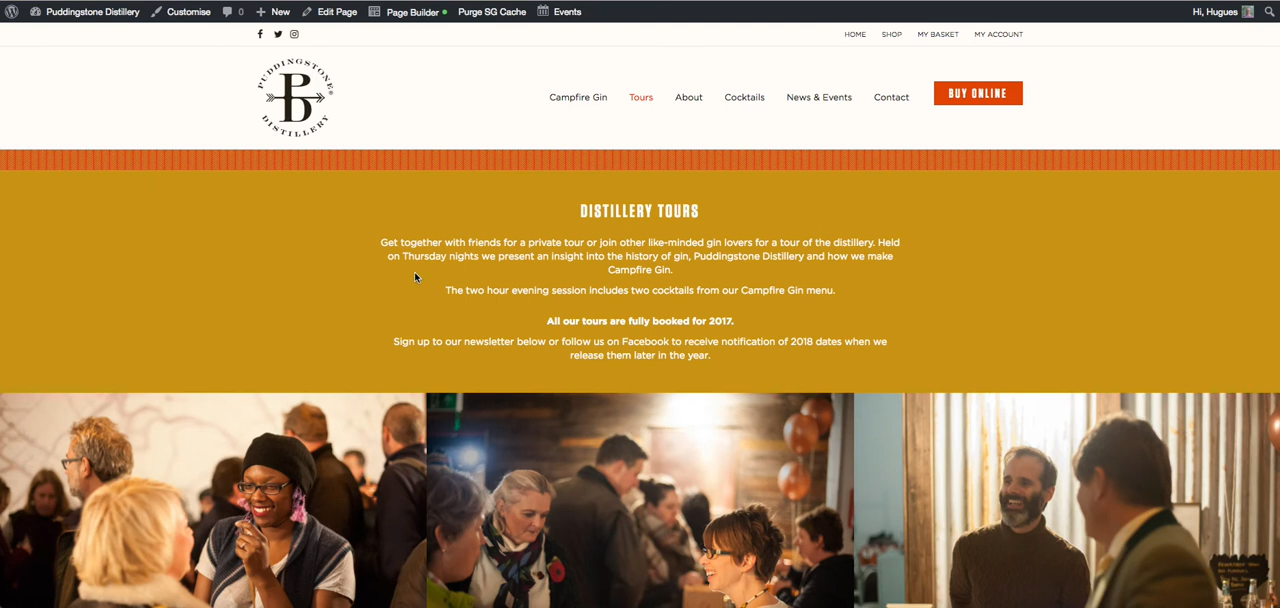 Puddingstone Distillery Customise 0 New Edit Page Page Builder Purge SG Cache Events Hi, Hugues
HOME SHOP MY BASKET MY ACCOUNT
PUDDINGSTONE
PD
DISTILLERY
Campfire Gin Tours About Cocktails News & Events Contact BUY ONLINE
DISTILLERY TOURS
Get together with friends for a private tour or join other like-minded gin lovers for a tour of the distillery. Held
on Thursday nights we present an insight into the history of gin, Puddingstone Distillery and how we make
Campfire Gin.
The two hour evening session includes two cocktails from our Campfire Gin menu.
All our tours are fully booked for 2017.
Sign up to our newsletter below or follow us on Facebook to receive notification of 2018 dates when we
release them later in the year.